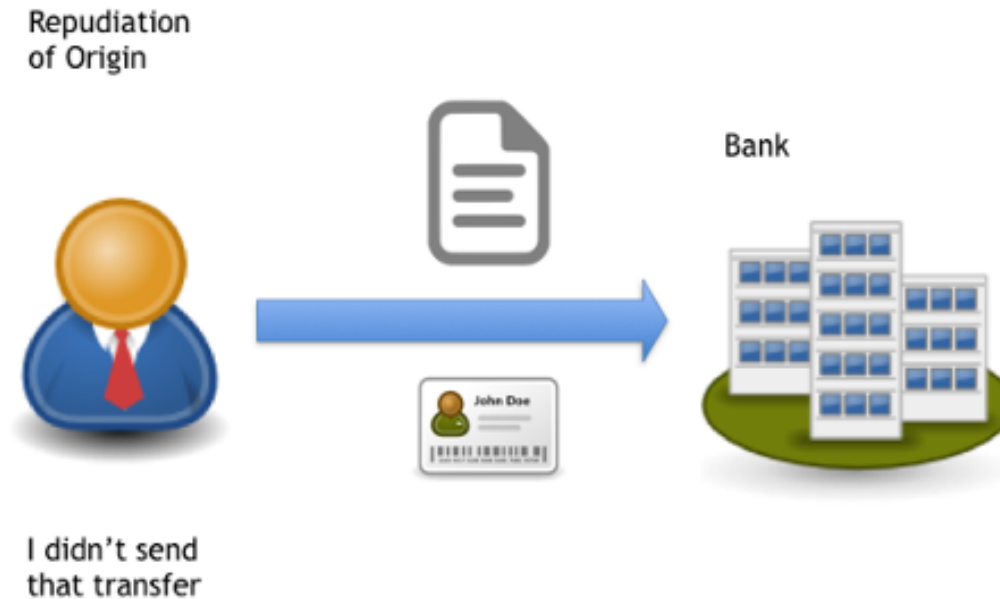 Repudiation
of Origin
Bank
John Doe
I didn't send
that transfer